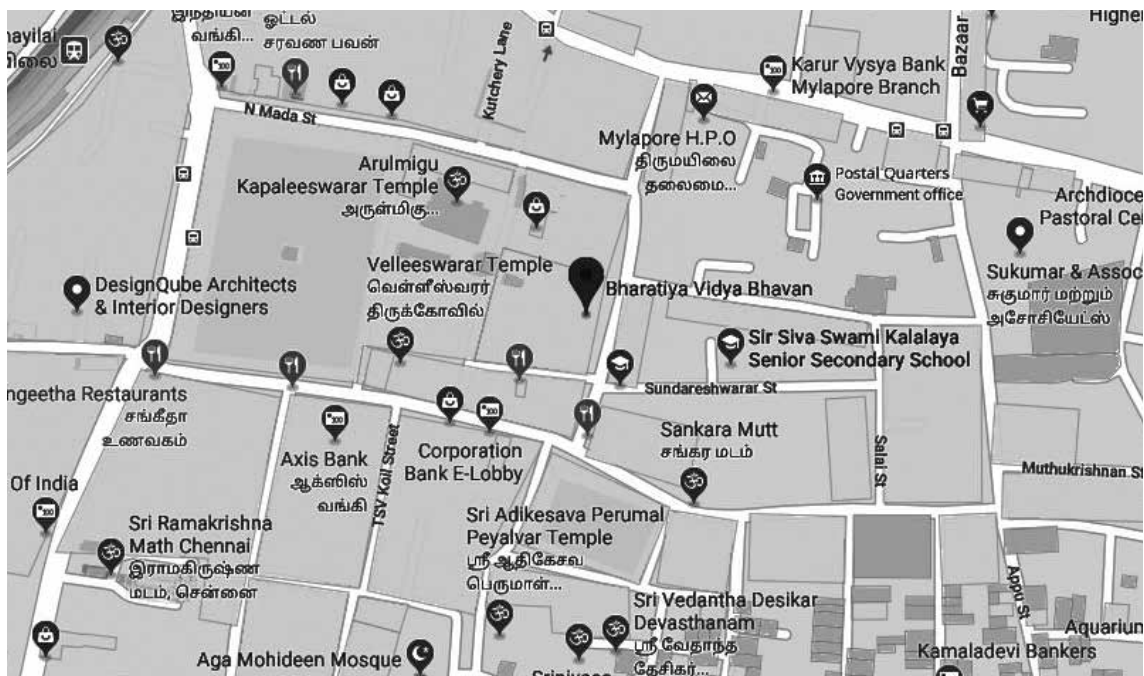 வங்கி...
ஓட்டல்
சரவண பவன்
Kutchery Lane
Bazaar
Higher
Karur Vysya Bank
Mylapore Branch
N Mada St
Mylapore H.P.O
திருமயிலை
தலைமை...
Arulmigu
Kapaleeswarar Temple
அருள்மிகு...
Postal Quarters
Government office
Archdioce
Pastoral Cen
Velleeswarar Temple
வெள்ளீஸ்வரர்
திருக்கோவில்
DesignQube Architects
& Interior Designers
Bharatiya Vidya Bhavan
Sukumar & Assoc
சுகுமார் மற்றும்
அசோசியேட்ஸ்
Sir Siva Swami Kalalaya
Senior Secondary School
Sundareshwarar St
ngeetha Restaurants
சங்கீதா
உணவகம்
Axis Bank
ஆக்ஸிஸ்
வங்கி
TSV Koil Street
Corporation
Bank E-Lobby
Sankara Mutt
சங்கர மடம்
Salai St
Muthukrishnan St
Of India
Sri Ramakrishna
Math Chennai
இராமகிருஷ்ண
மடம், சென்னை
Sri Adikesava Perumal
Peyalvar Temple
ஸ்ரீ ஆதிகேசவ
பெருமாள்...
Appu St
Sri Vedantha Desikar
Devasthanam
ஸ்ரீ வேதாந்த
தேசிகர்...
Aquarium
Kamaladevi Bankers
Aga Mohideen Mosque